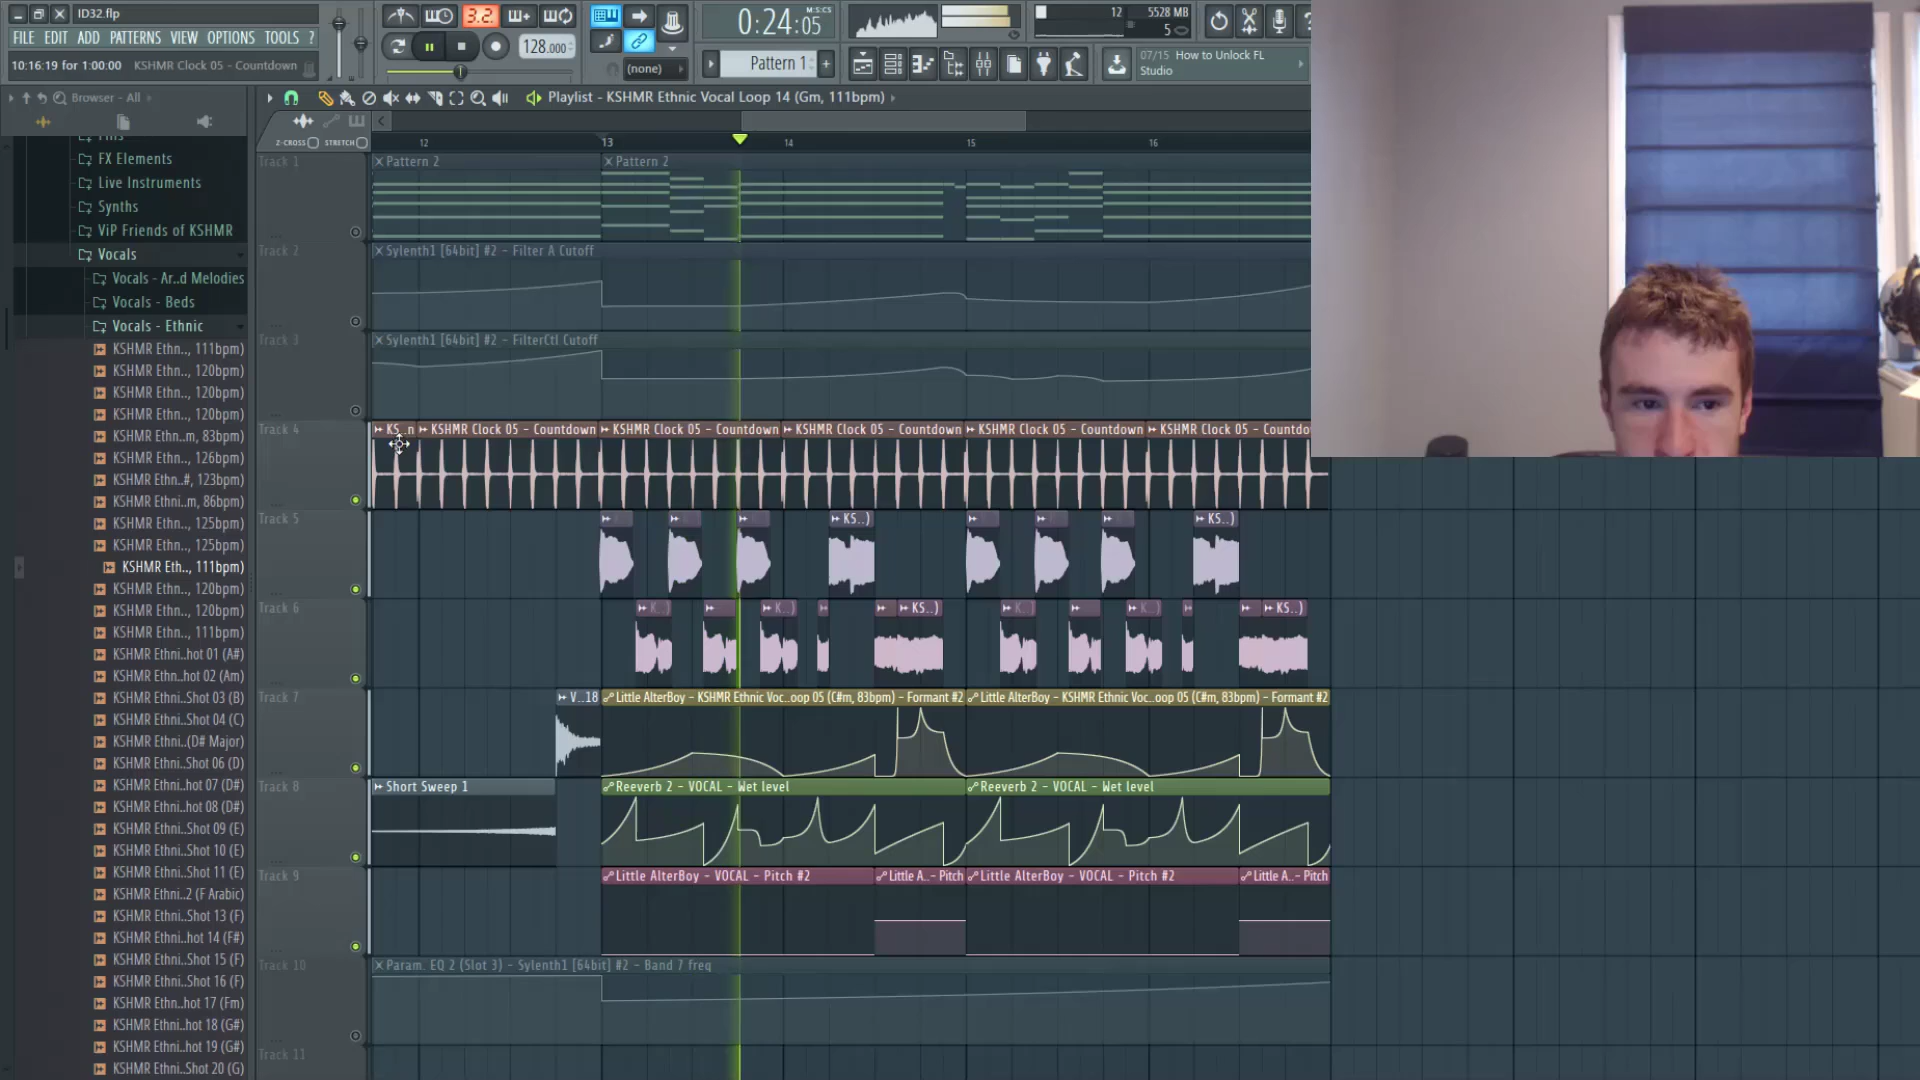 ID32.flp
FILE EDIT ADD PATTERNS VIEW OPTIONS TOOLS ?
10:16:19 for 1:00:00 KSHMR Clock 05 - Countdown
3.2.
128.000
(none)
0:24:05
M:S:CS
Pattern 1
12
5528 MB
5
07/15 How to Unlock FL
Studio
Browser - All
Playlist - KSHMR Ethnic Vocal Loop 14 (Gm, 111bpm)
Z-CROSS
STRETCH
12 13 14 15 16
FX Elements
Live Instruments
Synths
ViP Friends of KSHMR
Vocals
Vocals - Ar..d Melodies
Vocals - Beds
Vocals - Ethnic
KSHMR Ethn.., 111bpm)
KSHMR Ethn.., 120bpm)
KSHMR Ethn.., 120bpm)
KSHMR Ethn.., 120bpm)
KSHMR Ethn..m, 83bpm)
KSHMR Ethn.., 126bpm)
KSHMR Ethn..#, 123bpm)
KSHMR Ethn..m, 86bpm)
KSHMR Ethn.., 125bpm)
KSHMR Ethn.., 125bpm)
KSHMR Eth.., 111bpm)
KSHMR Ethn.., 120bpm)
KSHMR Ethn.., 120bpm)
KSHMR Ethn.., 111bpm)
KSHMR Ethni..hot 01 (A#)
KSHMR Ethni..hot 02 (Am)
KSHMR Ethni..Shot 03 (B)
KSHMR Ethni..Shot 04 (C)
KSHMR Ethni..(D# Major)
KSHMR Ethni..Shot 06 (D)
KSHMR Ethni..hot 07 (D#)
KSHMR Ethni..hot 08 (D#)
KSHMR Ethni..Shot 09 (E)
KSHMR Ethni..Shot 10 (E)
KSHMR Ethni..Shot 11 (E)
KSHMR Ethni..2 (F Arabic)
KSHMR Ethni..Shot 13 (F)
KSHMR Ethni..hot 14 (F#)
KSHMR Ethni..Shot 15 (F)
KSHMR Ethni..Shot 16 (F)
KSHMR Ethni..hot 17 (Fm)
KSHMR Ethni..hot 18 (G#)
KSHMR Ethni..hot 19 (G#)
KSHMR Ethni..Shot 20 (G)
Track 1
Pattern 2 Pattern 2
Track 2
Sylenth1 [64bit] #2 - Filter A Cutoff
Track 3
Sylenth1 [64bit] #2 - FilterCtl Cutoff
Track 4
KS..n KSHMR Clock 05 - Countdown KSHMR Clock 05 - Countdown KSHMR Clock 05 - Countdown KSHMR Clock 05 - Countdown KSHMR Clock 05 - Countdo
Track 5
KS..) KS..)
Track 6
K..) K..) KS..) K..) K..) KS..)
Track 7
V..18 Little AlterBoy - KSHMR Ethnic Voc..oop 05 (C#m, 83bpm) - Formant #2 Little AlterBoy - KSHMR Ethnic Voc..oop 05 (C#m, 83bpm) - Formant #2
Track 8
Short Sweep 1 Reeverb 2 - VOCAL - Wet level Reeverb 2 - VOCAL - Wet level
Track 9
Little AlterBoy - VOCAL - Pitch #2 Little A..- Pitch Little AlterBoy - VOCAL - Pitch #2 Little A..- Pitch
Track 10
Param. EQ 2 (Slot 3) - Sylenth1 [64bit] #2 - Band 7 freq
Track 11